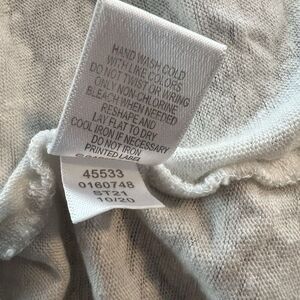 HAND WASH COLD
WITH LIKE COLORS
DO NOT TWIST OR WRING
ONLY NON-CHLORINE
BLEACH WHEN NEEDED
RESHAPE AND
LAY FLAT TO DRY
COOL IRON IF NECESSARY
DO NOT IRON
PRINTED LABEL
45533
0160748
ST21
10/20